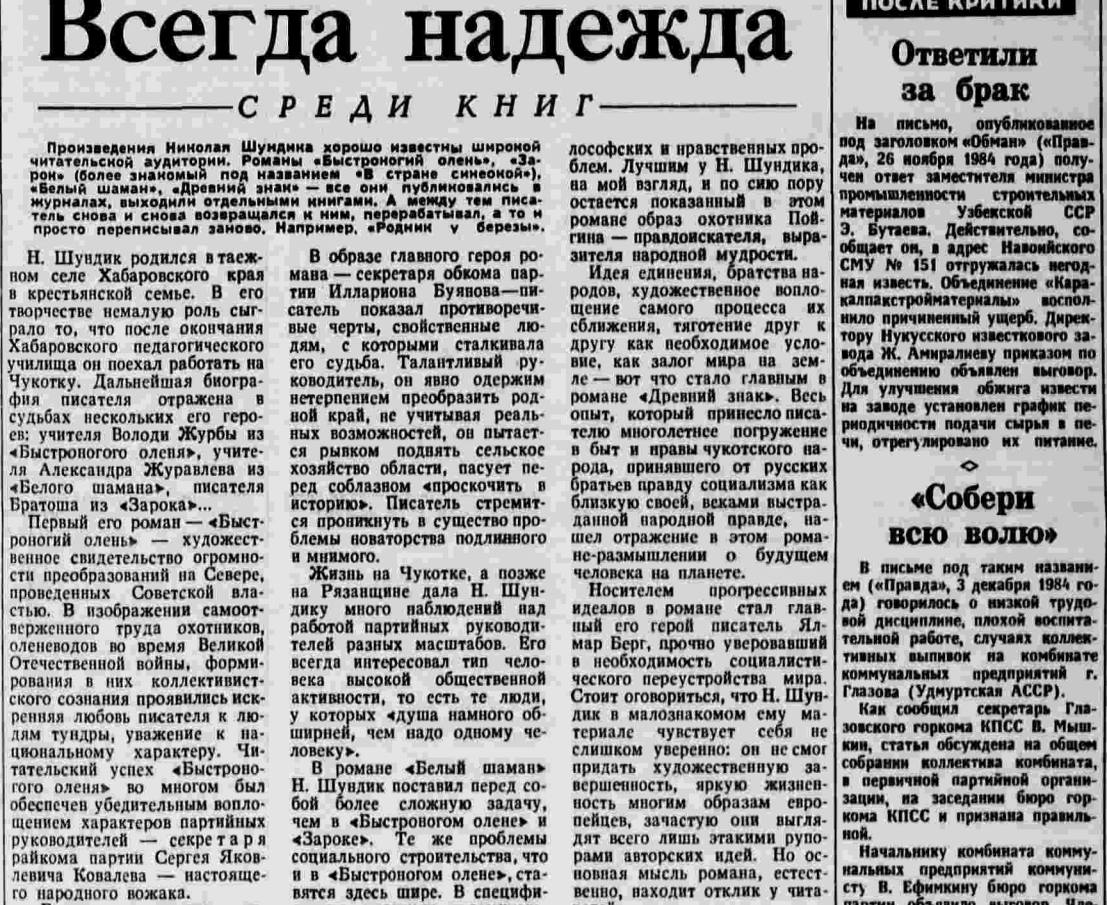 Всегда надежда
СРЕДИ КНИГ
Произведения Николая Шундика хорошо известны широкой
читательской аудитории. Романы «Быстроногий олень», «За-
рок» (более знакомый под названием «В стране синеокой»),
«Белый шаман», «Древний знак» — все они публиковались в
журналах, выходили отдельными книгами. А между тем писа-
тель снова и снова возвращался к ним, перерабатывал, а то и
просто переписывал заново. Например, «Родник у березы».
Н. Шундик родился в таеж-
ном селе Хабаровского края
в крестьянской семье. В его
творчестве немалую роль сыг-
рало то, что после окончания
Хабаровского педагогического
училища он поехал работать на
Чукотку. Дальнейшая биогра-
фия писателя отражена в
судьбах нескольких его геро-
ев: учителя Володи Журбы из
«Быстроногого оленя», учите-
ля Александра Журавлева из
«Белого шамана», писателя
Братоша из «Зарока»...
Первый его роман — «Быст-
роногий олень» — художест-
венное свидетельство огромно-
сти преобразований на Севере,
проведенных Советской вла-
стью. В изображении самоот-
верженного труда охотников,
оленеводов во время Великой
Отечественной войны, форми-
рования в них коллективист-
ского сознания проявились иск-
ренняя любовь писателя к лю-
дям тундры, уважение к на-
циональному характеру. Чи-
тательский успех «Быстроно-
гого оленя» во многом был
обеспечен убедительным вопло-
щением характеров партийных
руководителей — секретаря
райкома партии Сергея Яков-
левича Ковалева — настояще-
го народного вожака.
В образе главного героя ро-
мана — секретаря обкома пар-
тии Иллариона Буянова — пи-
сатель показал противоречи-
вые черты, свойственные лю-
дям, с которыми сталкивала
его судьба. Талантливый ру-
ководитель, он явно одержим
нетерпением преобразить род-
ной край, не учитывая реаль-
ных возможностей, он пытает-
ся рывком поднять сельское
хозяйство области, пасует пе-
ред соблазном «проскочить в
историю». Писатель стремит-
ся проникнуть в существо про-
блемы новаторства подлинного
и мнимого.
Жизнь на Чукотке, а позже
на Рязанщине дала Н. Шун-
дику много наблюдений над
работой партийных руководи-
телей разных масштабов. Его
всегда интересовал тип чело-
века высокой общественной
активности, то есть те люди,
у которых «душа намного об-
ширней, чем надо одному че-
ловеку».
В романе «Белый шаман»
Н. Шундик поставил перед со-
бой более сложную задачу,
чем в «Быстроногом олене» и
«Зароке». Те же проблемы
социального строительства, что
и в «Быстроногом олене», ста-
вятся здесь шире. В специфи-
лософских и нравственных про-
блем. Лучшим у Н. Шундика,
на мой взгляд, и по сию пору
остается показанный в этом
романе образ охотника Пой-
гина — правдоискателя, выра-
зителя народной мудрости.
Идея единения, братства на-
родов, художественное вопло-
щение самого процесса их
сближения, тяготение друг к
другу как необходимое усло-
вие, как залог мира на зем-
ле — вот что стало главным в
романе «Древний знак». Весь
опыт, который принесло писа-
телю многолетнее погружение
в быт и нравы чукотского на-
рода, принявшего от русских
братьев правду социализма как
близкую своей, веками выстра-
данной народной правде, на-
шел отражение в этом рома-
не-размышлении о будущем
человека на планете.
Носителем прогрессивных
идеалов в романе стал глав-
ный его герой писатель Ял-
мар Берг, прочно уверовавший
в необходимость социалисти-
ческого переустройства мира.
Стоит оговориться, что Н. Шун-
дик в малознакомом ему ма-
териале чувствует себя не
слишком уверенно: он не смог
придать художественную за-
вершенность, яркую жизнен-
ность многим образам евро-
пейцев, зачастую они выгля-
дят всего лишь этакими рупо-
рами авторских идей. Но ос-
новная мысль романа, естест-
венно, находит отклик у чита-
ПОСЛЕ КРИТИКИ
Ответили
за брак
На письмо, опубликованное
под заголовком «Обман» («Прав-
да», 26 ноября 1984 года) полу-
чен ответ заместителя министра
промышленности строительных
материалов Узбекской ССР
Э. Бутаева. Действительно, со-
общает он, в адрес Навоийского
СМУ № 151 отгружалась негод-
ная известь. Объединение «Кара-
калпакстройматериалы» воспол-
нило причиненный ущерб. Дирек-
тору Нукусского известкового за-
вода Ж. Амиралиеву приказом по
объединению объявлен выговор.
Для улучшения обжига извести
на заводе установлен график пе-
риодичности подачи сырья в пе-
чи, отрегулировано их питание.
«Собери
всю волю»
В письме под таким названи-
ем («Правда», 3 декабря 1984 го-
да) говорилось о низкой трудо-
вой дисциплине, плохой воспита-
тельной работе, случаях коллек-
тивных выпивок на комбинате
коммунальных предприятий г.
Глазова (Удмуртская АССР).
Как сообщил секретарь Гла-
зовского горкома КПСС В. Мыш-
кин, статья обсуждена на общем
собрании коллектива комбината,
в первичной партийной органи-
зации, на заседании бюро гор-
кома КПСС и признана правиль-
ной.
Начальнику комбината комму-
нальных предприятий коммуни-
сту В. Ефимкину бюро горкома